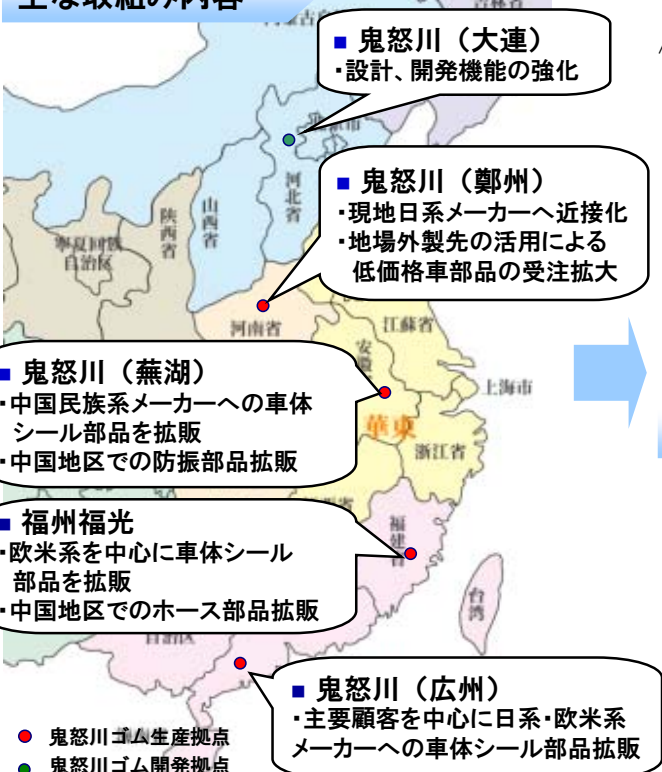 主な取組の内容
■ 鬼怒川（大連）
・設計、開発機能の強化
河北省
山西省
陝西省
寧夏回族
自治区
■ 鬼怒川（鄭州）
・現地日系メーカーへ近接化
・地場外製先の活用による
低価格車部品の受注拡大
河南省
江蘇省
上海市
華東
浙江省
■ 鬼怒川（蕪湖）
・中国民族系メーカーへの車体
シール部品を拡販
・中国地区での防振部品拡販
■ 福州福光
・欧米系を中心に車体シール
部品を拡販
・中国地区でのホース部品拡販
福建省
台湾
自治区
■ 鬼怒川（広州）
・主要顧客を中心に日系・欧米系
メーカーへの車体シール部品拡販
● 鬼怒川ゴム生産拠点
● 鬼怒川ゴム開発拠点